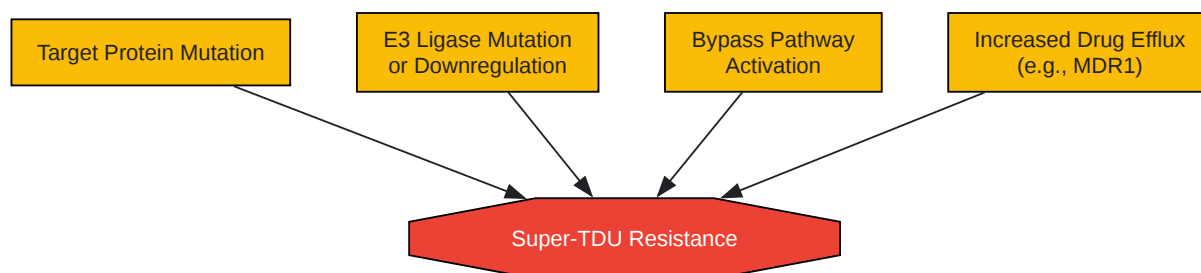 Target Protein Mutation
E3 Ligase Mutation
or Downregulation
Bypass Pathway
Activation
Increased Drug Efflux
(e.g., MDR1)
Super-TDU Resistance